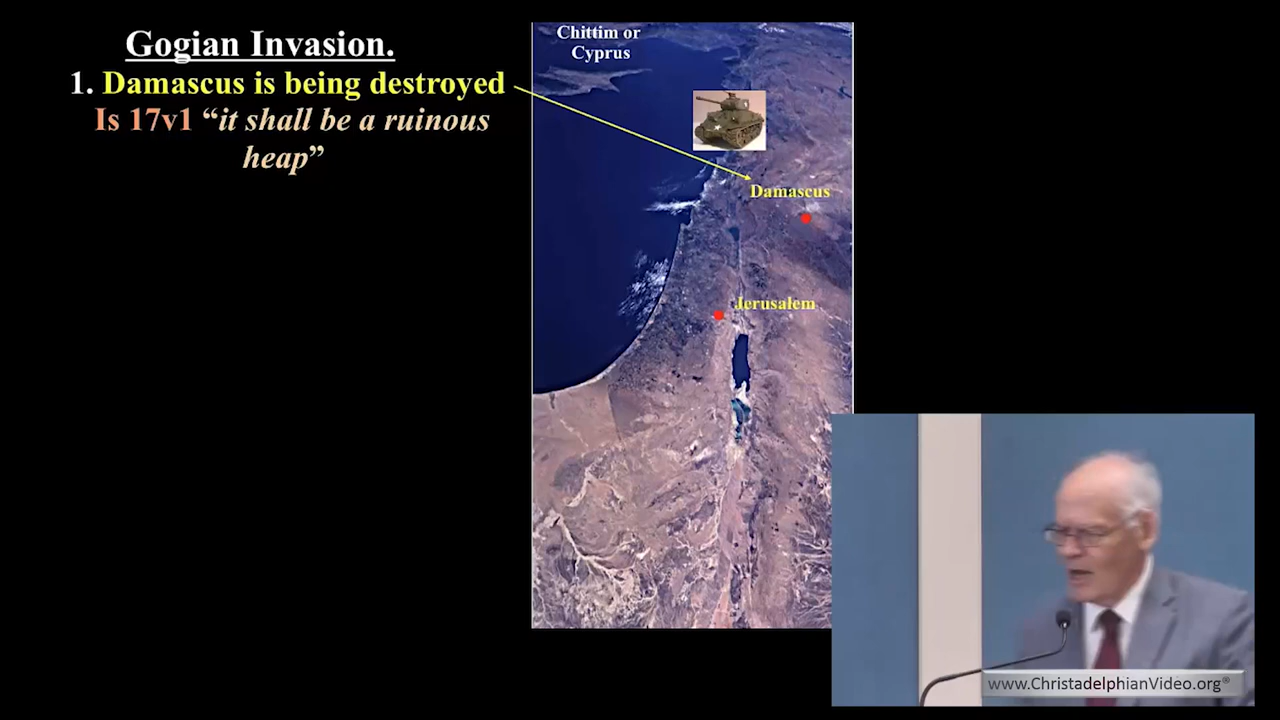 Gogian Invasion.
1. Damascus is being destroyed
Is 17v1 “it shall be a ruinous
heap”
Chittim or
Cyprus
Damascus
Jerusalem
www.ChristadelphianVideo.org®